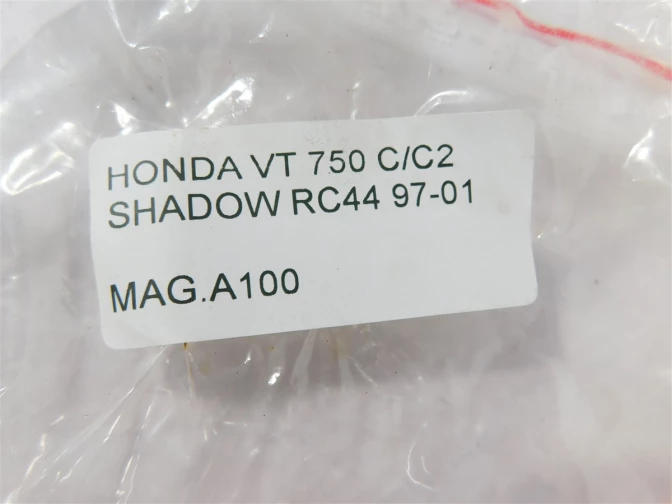 HONDA VT 750 C/C2
SHADOW RC44 97-01
MAG.A100